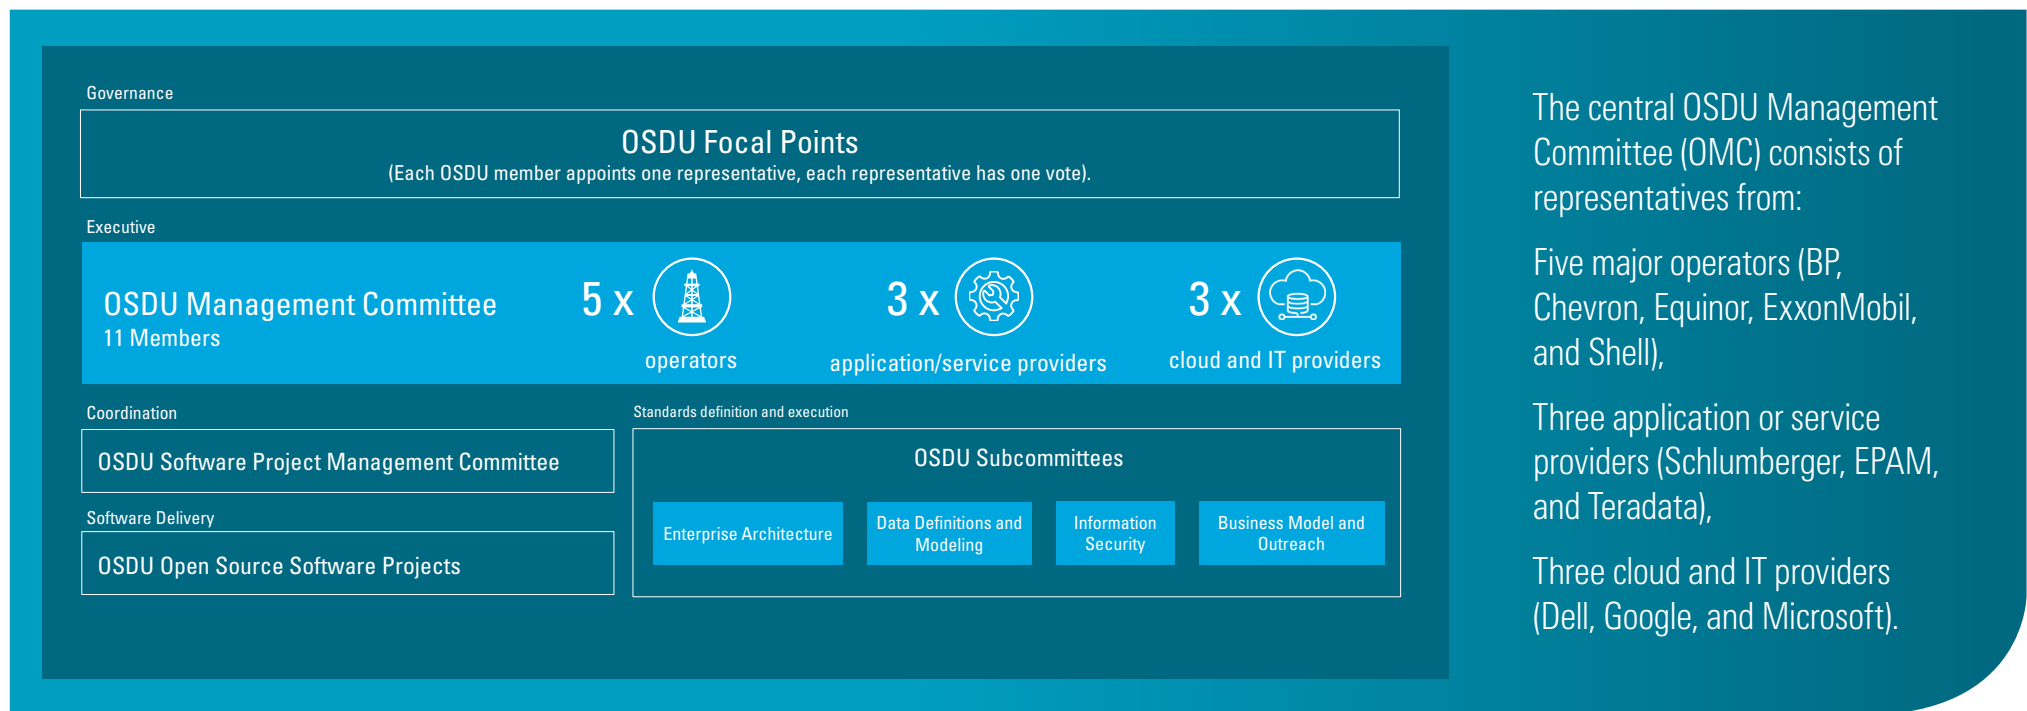 Governance
OSDU Focal Points
(Each OSDU member appoints one representative, each representative has one vote).
Executive
OSDU Management Committee
11 Members
5 x
operators
3 x
application/service providers
3 x
cloud and IT providers
Coordination
OSDU Software Project Management Committee
Software Delivery
OSDU Open Source Software Projects
Standards definition and execution
OSDU Subcommittees
Enterprise Architecture
Data Definitions and
Modeling
Information
Security
Business Model and
Outreach
The central OSDU Management
Committee (OMC) consists of
representatives from:
Five major operators (BP,
Chevron, Equinor, ExxonMobil,
and Shell),
Three application or service
providers (Schlumberger, EPAM,
and Teradata),
Three cloud and IT providers
(Dell, Google, and Microsoft).